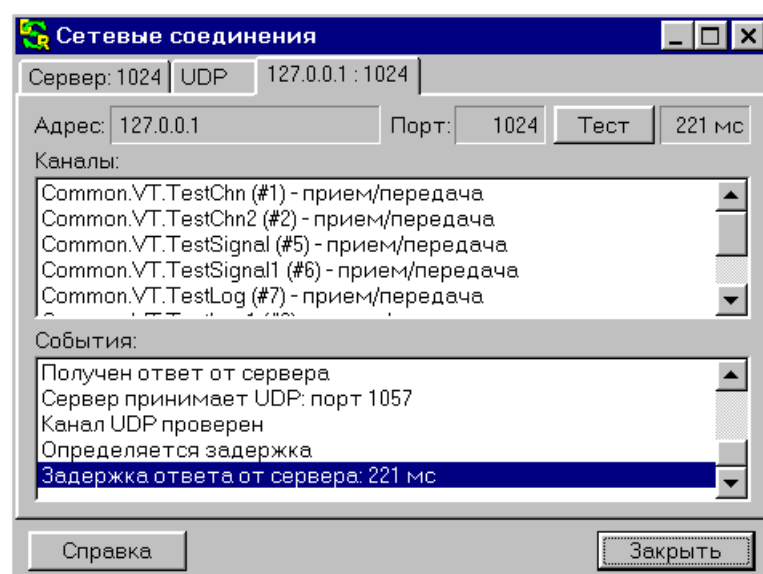 Сетевые соединения
Сервер: 1024 UDP 127.0.0.1 : 1024
Адрес: 127.0.0.1 Порт: 1024 Тест 221 мс
Каналы:
Common.VT.TestChn (#1) - прием/передача
Common.VT.TestChn2 (#2) - прием/передача
Common.VT.TestSignal (#5) - прием/передача
Common.VT.TestSignal1 (#6) - прием/передача
Common.VT.TestLog (#7) - прием/передача
События:
Получен ответ от сервера
Сервер принимает UDP: порт 1057
Канал UDP проверен
Определяется задержка
Задержка ответа от сервера: 221 мс
Справка Закрыть